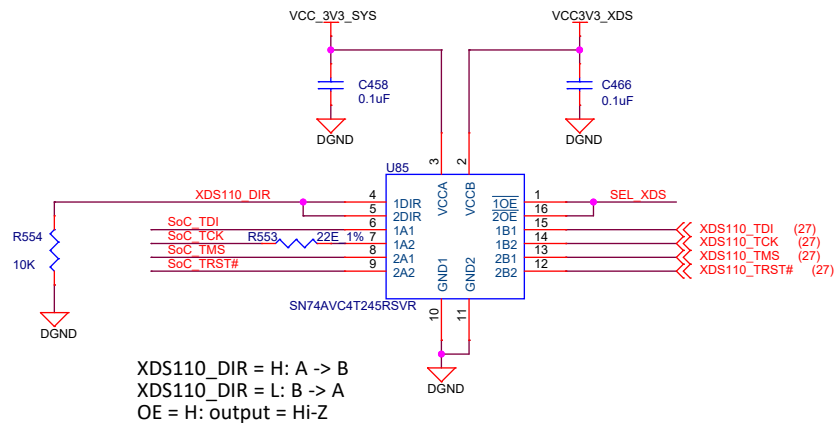 VCC_3V3_SYS
VCC3V3_XDS
C458
0.1uF
C466
0.1uF
DGND
DGND
U85
3
2
VCCA
VCCB
XDS110_DIR
4
1DIR
1OE
1
SEL_XDS
5
2DIR
2OE
16
SoC_TDI
6
1A1
1B1
15
XDS110_TDI (27)
R554
10K
SoC_TCK
R553
22E_1%
7
1A2
1B2
14
XDS110_TCK (27)
SoC_TMS
8
2A1
2B1
13
XDS110_TMS (27)
SoC_TRST#
9
2A2
2B2
12
XDS110_TRST# (27)
GND1
GND2
SN74AVC4T245RSVR
10
11
DGND
DGND
XDS110_DIR = H: A -> B
XDS110_DIR = L: B -> A
OE = H: output = Hi-Z